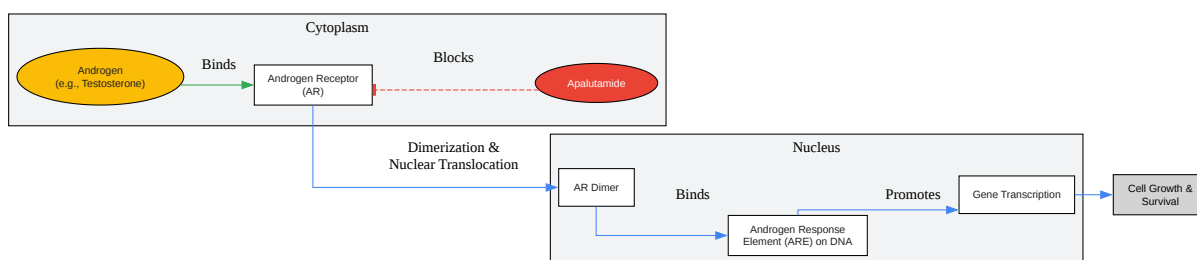 Cytoplasm
Androgen
(e.g., Testosterone)
Binds
Androgen Receptor
(AR)
Blocks
Apalutamide
Dimerization &
Nuclear Translocation
Nucleus
AR Dimer
Binds
Androgen Response
Element (ARE) on DNA
Promotes
Gene Transcription
Cell Growth &
Survival